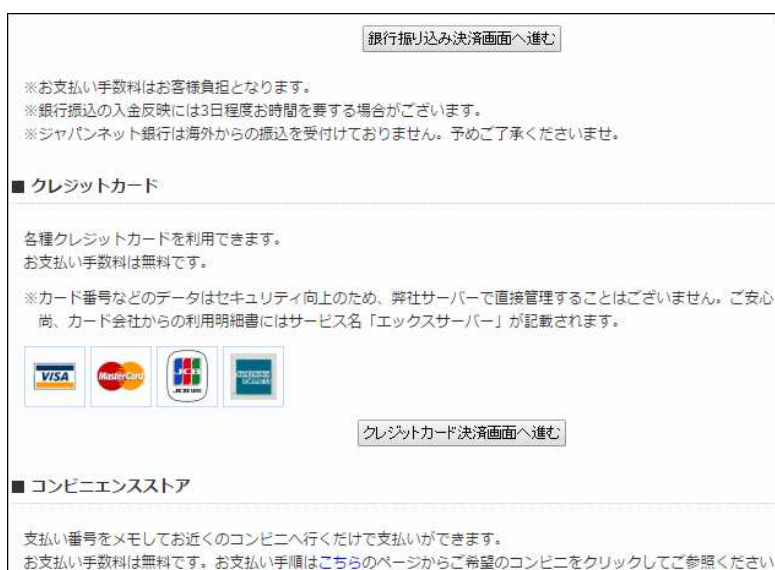 銀行振り込み決済画面へ進む
※お支払い手数料はお客様負担となります。
※銀行振込の入金反映には3日程度お時間を要する場合がございます。
※ジャパンネット銀行は海外からの振込を受付けておりません。予めご了承くださいませ。
■ クレジットカード
各種クレジットカードを利用できます。
お支払い手数料は無料です。
※カード番号などのデータはセキュリティ向上のため、弊社サーバーで直接管理することはございません。ご安心
尚、カード会社からの利用明細書にはサービス名「エックスサーバー」が記載されます。
VISA MasterCard JCB
クレジットカード決済画面へ進む
■ コンビニエンスストア
支払い番号をメモしてお近くのコンビニへ行くだけで支払いができます。
お支払い手数料は無料です。お支払い手順はこちらのページからご希望のコンビニをクリックしてご参照ください